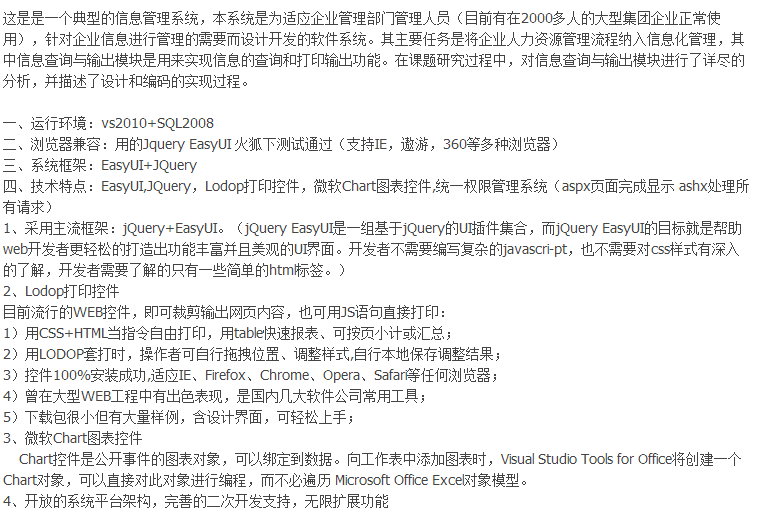 这是是一个典型的信息管理系统，本系统是为适应企业管理部门管理人员（目前有在2000多人的大型集团企业正常使
用），针对企业信息进行管理的需要而设计开发的软件系统。其主要任务是将企业人力资源管理流程纳入信息化管理，其
中信息查询与输出模块是用来实现信息的查询和打印输出功能。在课题研究过程中，对信息查询与输出模块进行了详尽的
分析，并描述了设计和编码的实现过程。
一、运行环境：vs2010+SQL2008
二、浏览器兼容：用的Jquery EasyUI 火狐下测试通过（支持IE，遨游，360等多种浏览器）
三、系统框架：EasyUI+JQuery
四、技术特点：EasyUI,JQuery，Lodop打印控件，微软Chart图表控件,统一权限管理系统（aspx页面完成显示 ashx处理所
有请求）
1、采用主流框架：jQuery+EasyUI。（jQuery EasyUI是一组基于jQuery的UI插件集合，而jQuery EasyUI的目标就是帮助
web开发者更轻松的打造出功能丰富并且美观的UI界面。开发者不需要编写复杂的javascri-pt，也不需要对css样式有深入
的了解，开发者需要了解的只有一些简单的html标签。）
2、Lodop打印控件
目前流行的WEB控件，即可裁剪输出网页内容，也可用JS语句直接打印：
1）用CSS+HTML当指令自由打印，用table快速报表、可按页小计或汇总；
2）用LODOP套打时，操作者可自行拖拽位置、调整样式,自行本地保存调整结果；
3）控件100%安装成功,适应IE、Firefox、Chrome、Opera、Safari等任何浏览器；
4）曾在大型WEB工程中有出色表现，是国内几大软件公司常用工具；
5）下载包很小但有大量样例，含设计界面，可轻松上手；
3、微软Chart图表控件
Chart控件是公开事件的图表对象，可以绑定到数据。向工作表中添加图表时，Visual Studio Tools for Office将创建一个
Chart对象，可以直接对此对象进行编程，而不必遍历 Microsoft Office Excel对象模型。
4、开放的系统平台架构，完善的二次开发支持，无限扩展功能